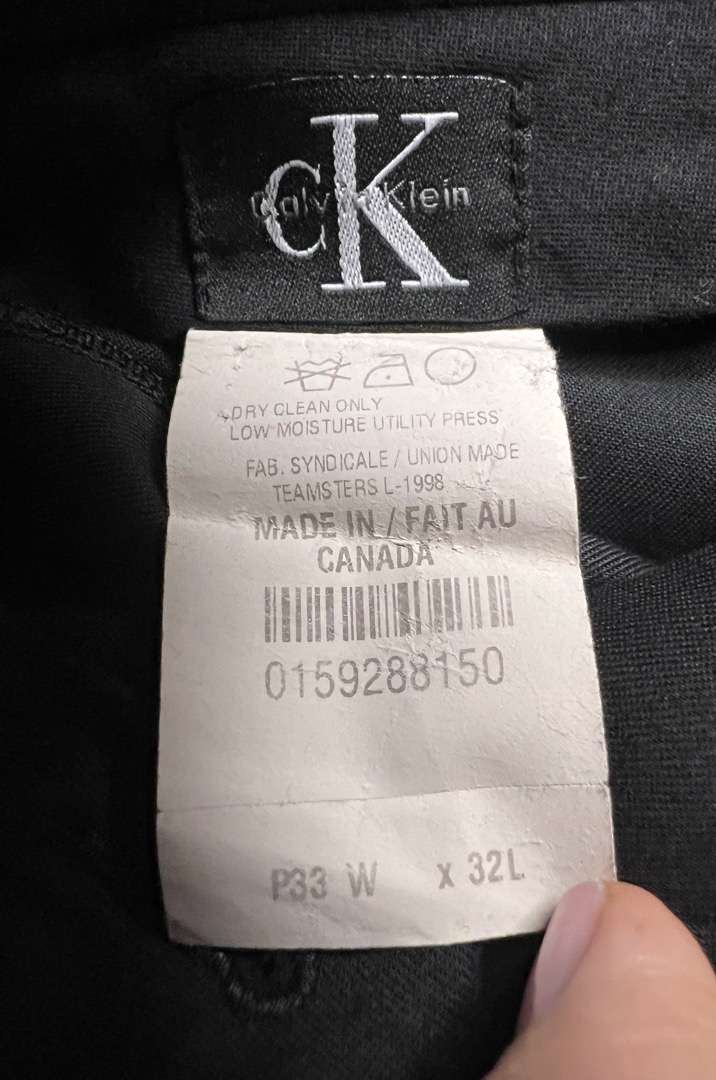 CK
Calvin Klein
DRY CLEAN ONLY
LOW MOISTURE UTILITY PRESS
FAB. SYNDICALE / UNION MADE
TEAMSTERS L-1998
MADE IN / FAIT AU
CANADA
0159288150
P33 W x 32L